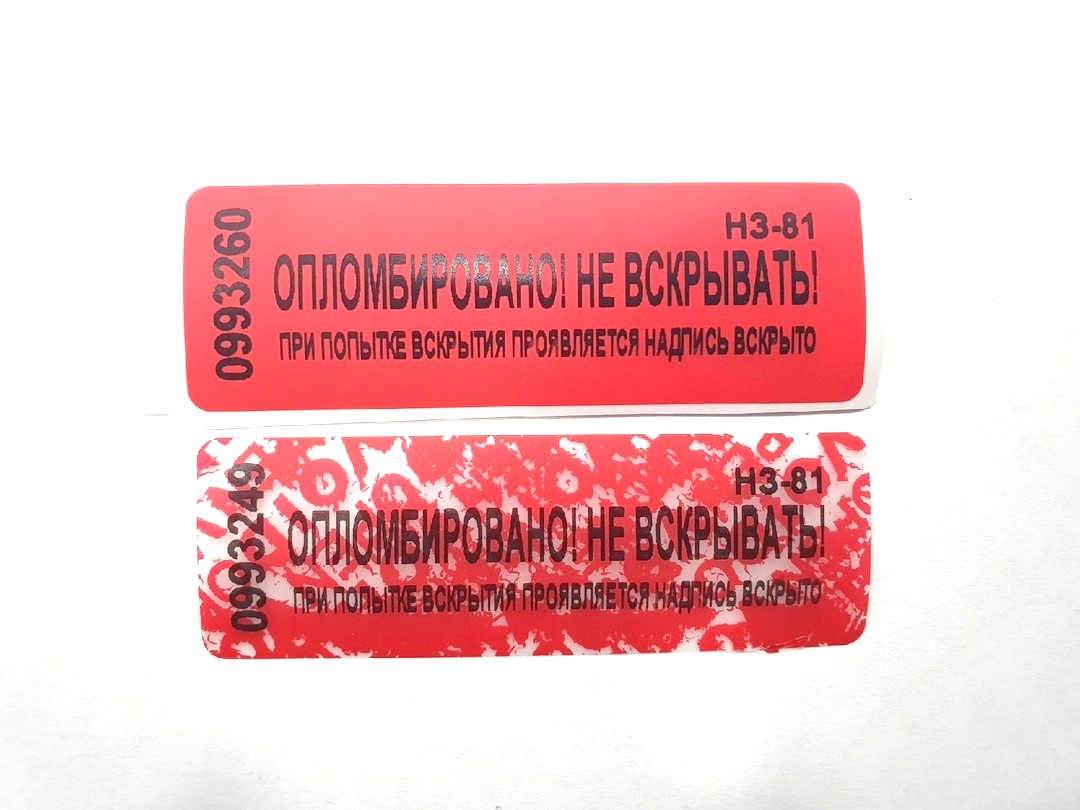 0993260
НЗ-81
ОПЛОМБИРОВАНО! НЕ ВСКРЫВАТЬ!
ПРИ ПОПЫТКЕ ВСКРЫТИЯ ПРОЯВЛЯЕТСЯ НАДПИСЬ ВСКРЫТО
0993249
НЗ-81
ОПЛОМБИРОВАНО! НЕ ВСКРЫВАТЬ!
ПРИ ПОПЫТКЕ ВСКРЫТИЯ ПРОЯВЛЯЕТСЯ НАДПИСЬ ВСКРЫТО